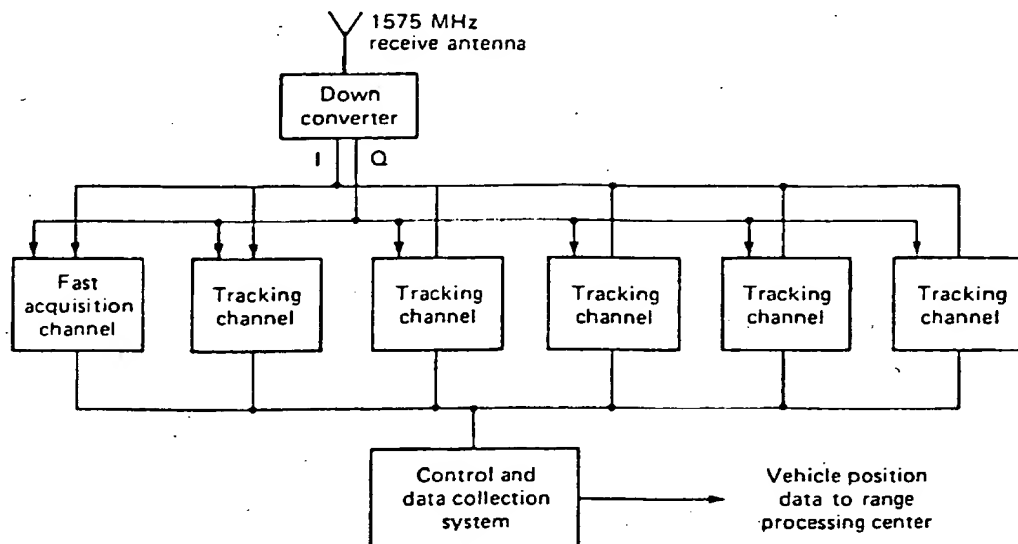 1575 MHz
receive antenna
Down
converter
I
Q
Fast
acquisition
channel
Tracking
channel
Tracking
channel
Tracking
channel
Tracking
channel
Tracking
channel
Control and
data collection
system
Vehicle position
data to range
processing center